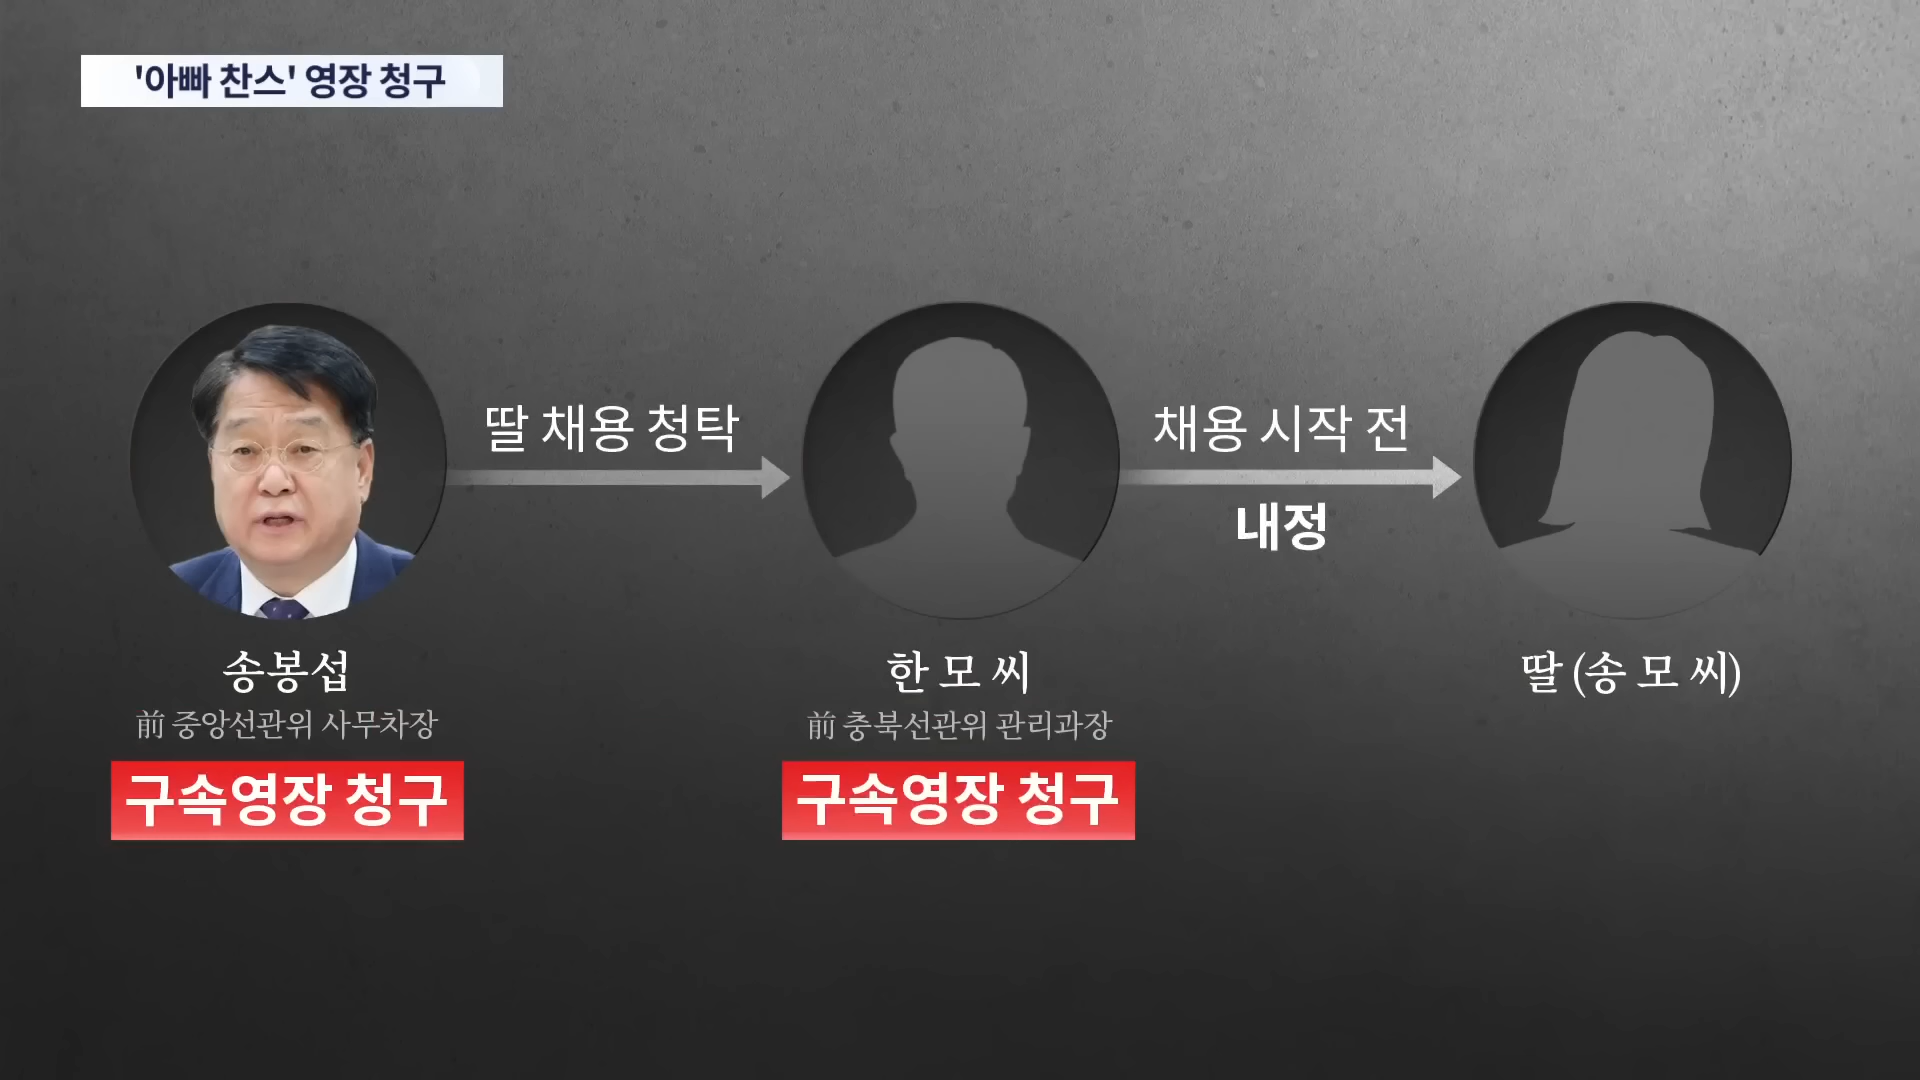 '아빠 찬스' 영장 청구
딸 채용 청탁
채용 시작 전
내정
송봉섭
前 중앙선관위 사무차장
구속영장 청구
한 모 씨
前 충북선관위 관리과장
구속영장 청구
딸 (송 모 씨)